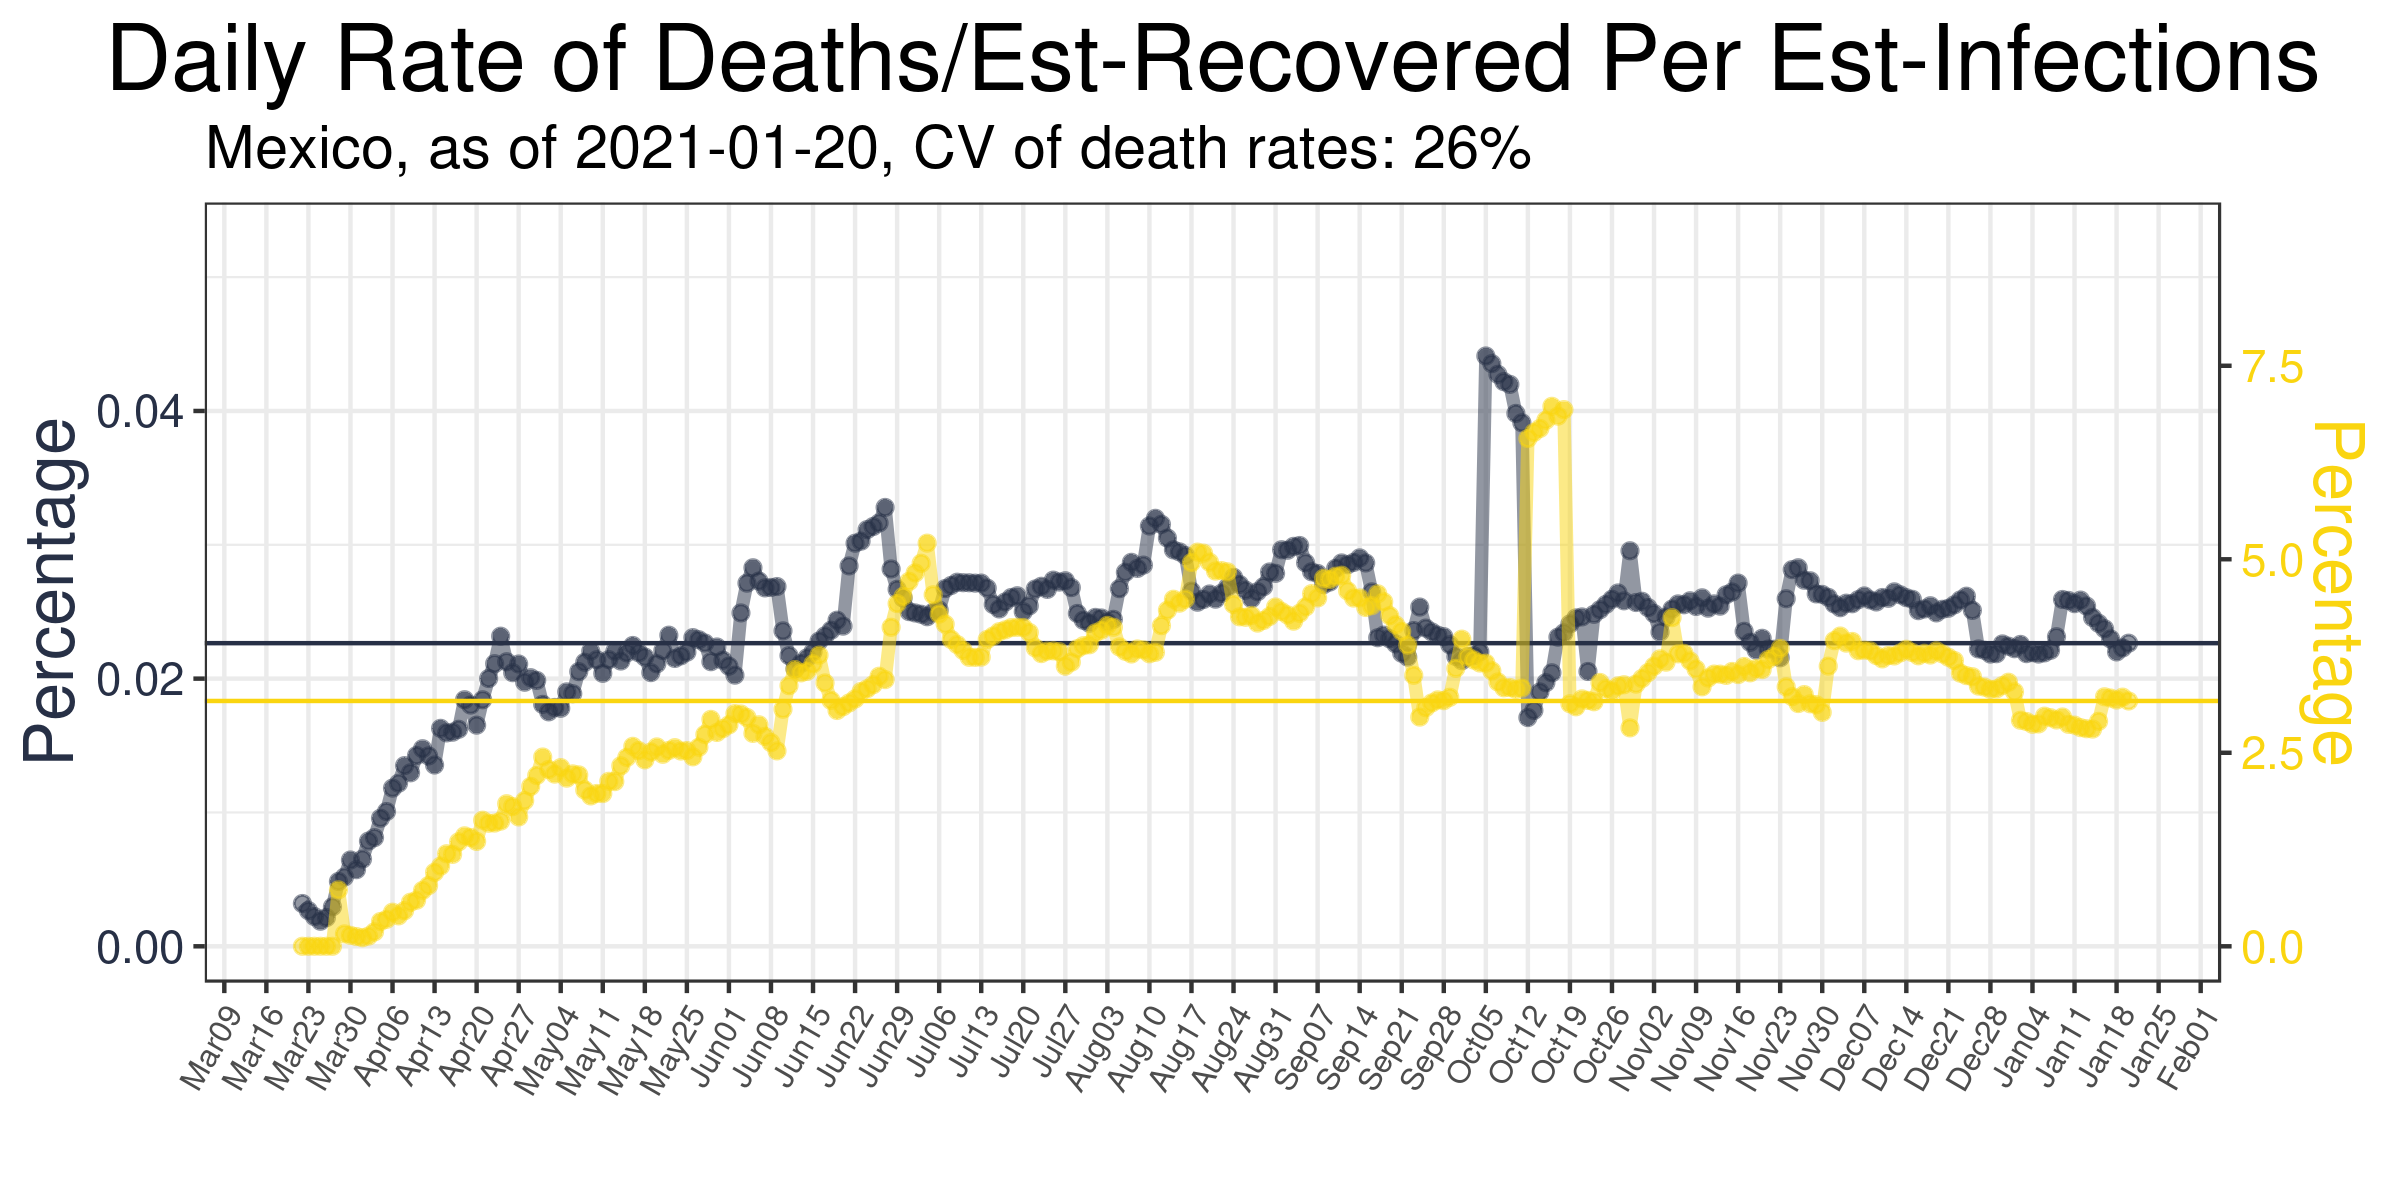 Daily Rate of Deaths/Est-Recovered Per Est-Infections
Mexico, as of 2021-01-20, CV of death rates: 26%
Percentage
0.04
0.02
0.00
7.5
5.0
2.5
0.0
Percentage
Mar09
Mar16
Mar23
Mar30
Apr06
Apr13
Apr20
Apr27
May04
May11
May18
May25
Jun01
Jun08
Jun15
Jun22
Jun29
Jul06
Jul13
Jul20
Jul27
Aug03
Aug10
Aug17
Aug24
Aug31
Sep07
Sep14
Sep21
Sep28
Oct05
Oct12
Oct19
Oct26
Nov02
Nov09
Nov16
Nov23
Nov30
Dec07
Dec14
Dec21
Dec28
Jan04
Jan11
Jan18
Jan25
Feb01